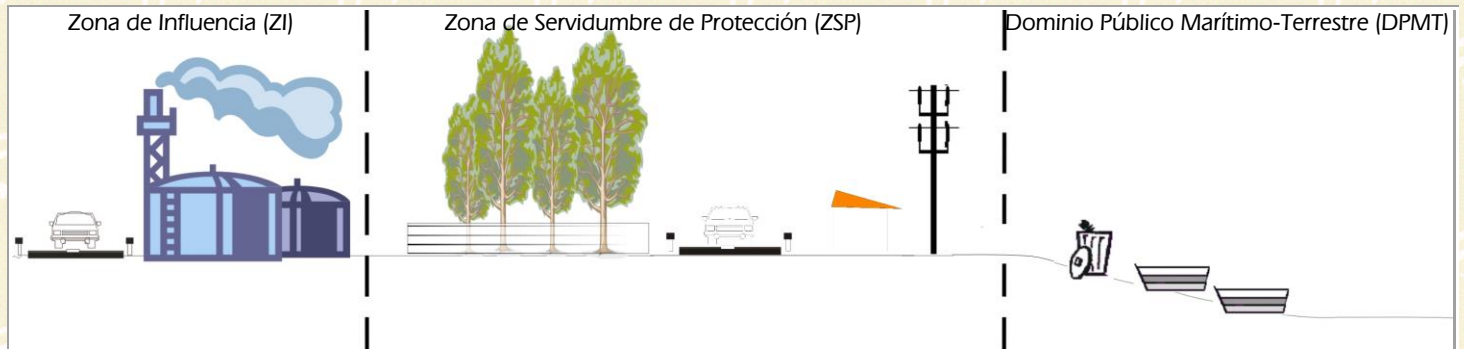 Zona de Influencia (ZI)
Zona de Servidumbre de Protección (ZSP)
Dominio Público Marítimo-Terrestre (DPMT)